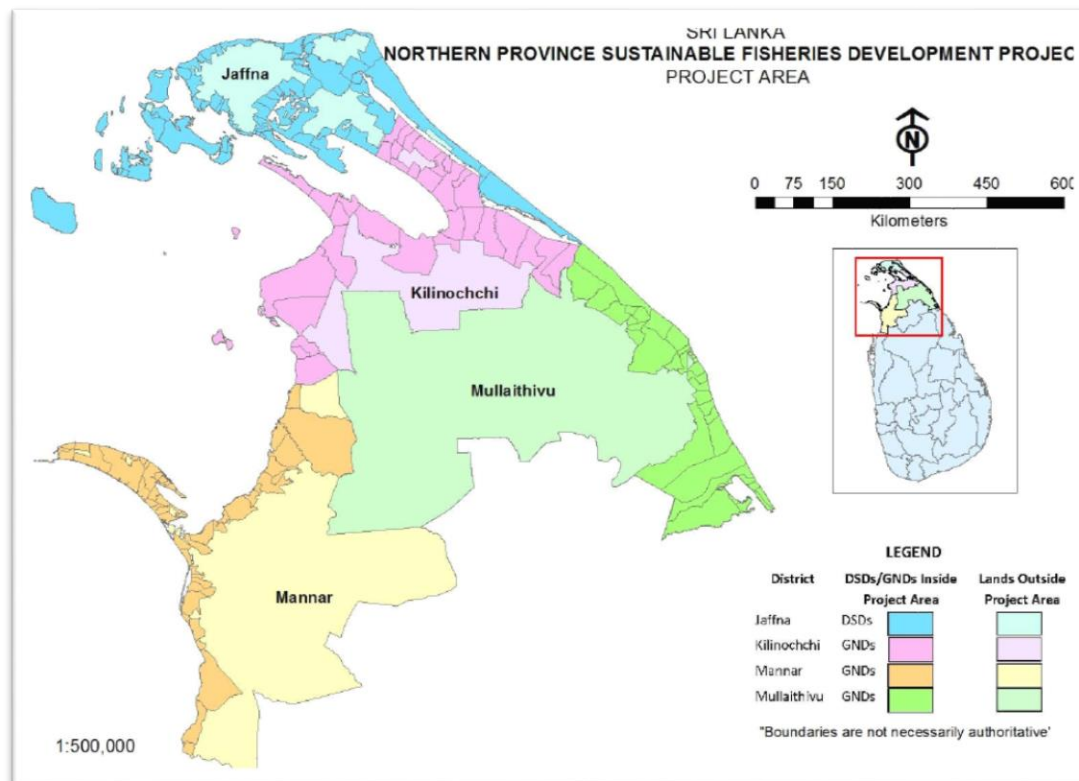 SRI LANKA
NORTHERN PROVINCE SUSTAINABLE FISHERIES DEVELOPMENT PROJEC
PROJECT AREA
Jaffna
N
0 75 150 300 450 600
Kilometers
Kilinochchi
Mullaithivu
Mannar
LEGEND
District DSDs/GNDs Inside Lands Outside
Project Area Project Area
Jaffna DSDs
Kilinochchi GNDs
Mannar GNDs
Mullaithivu GNDs
"Boundaries are not necessarily authoritative'
1:500,000